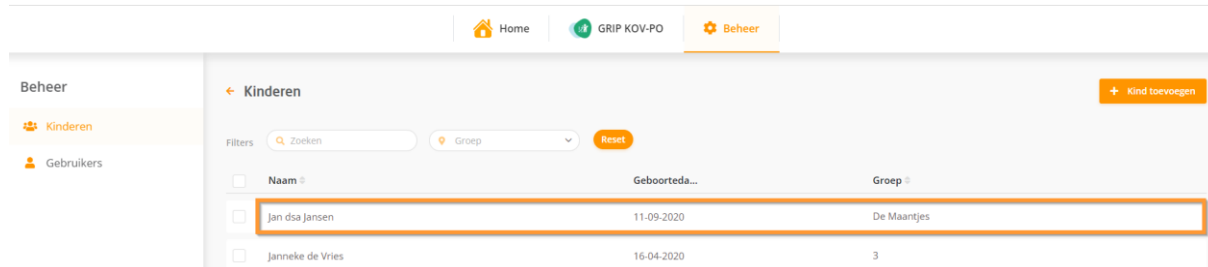 Home GRIP KOV-PO Beheer
Beheer
Kinderen
Gebruikers
Kinderen
+ Kind toevoegen
Filters Zoeken Groep Reset
Naam Geboorteda... Groep
Jan dsa Jansen 11-09-2020 De Maantjes
Janneke de Vries 16-04-2020 3